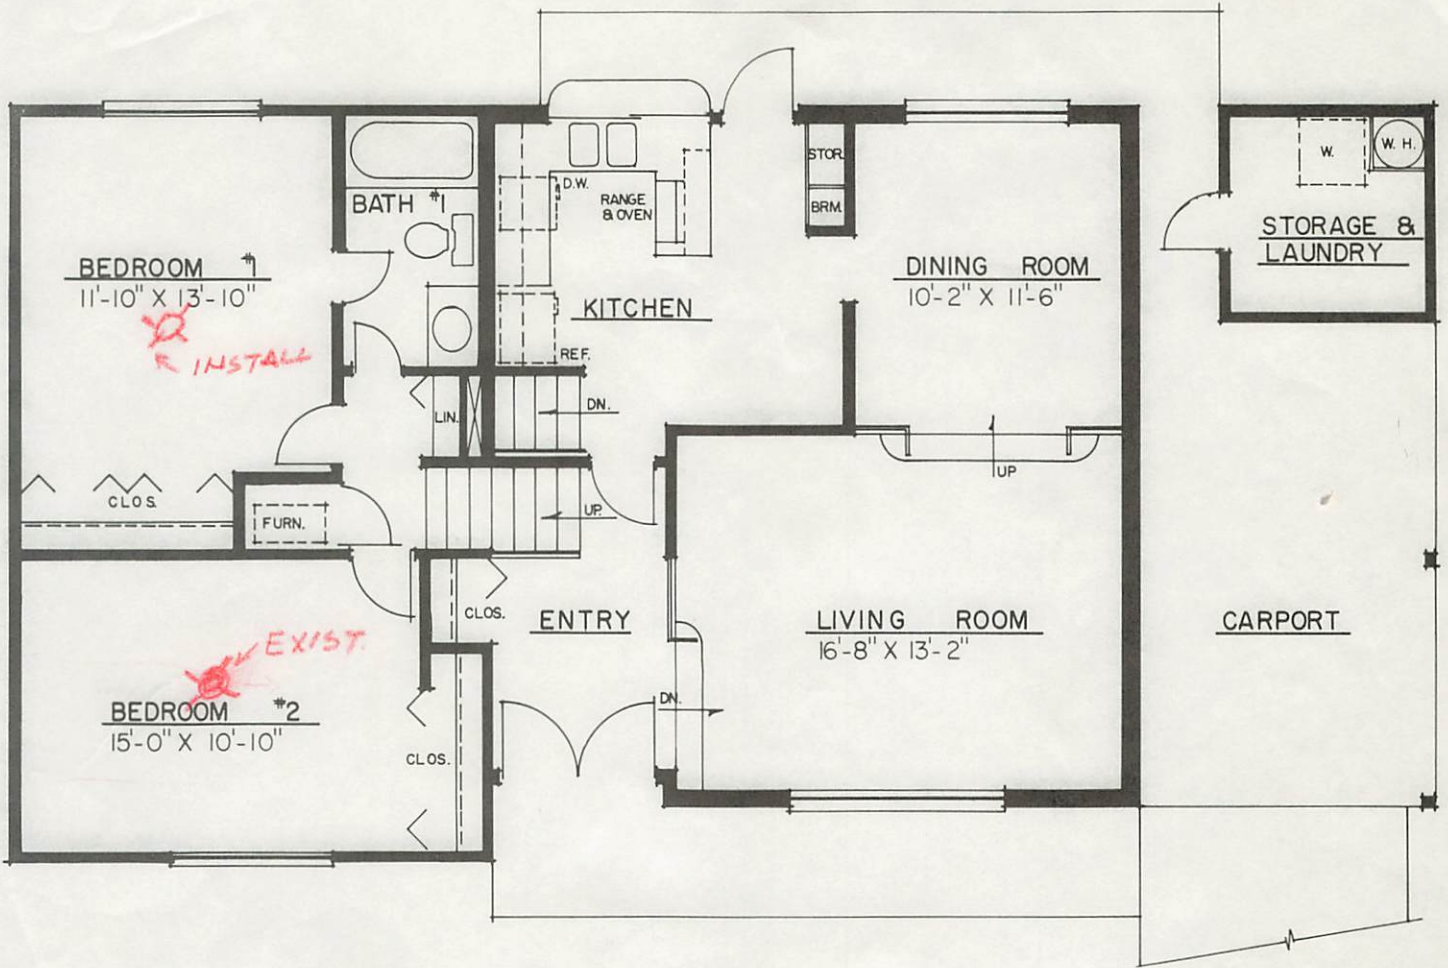 BEDROOM #1
11'-10" X 13'-10"
INSTALL
CLOS.
FURN.
BATH #1
LIN.
D.W.
RANGE
& OVEN
KITCHEN
REF.
DN.
UP.
STOR.
BRM.
DINING ROOM
10'-2" X 11'-6"
UP
W.
W. H.
STORAGE &
LAUNDRY
BEDROOM #2
15'-0" X 10'-10"
EXIST.
CLOS.
CLOS.
ENTRY
DN.
LIVING ROOM
16'-8" X 13'-2"
CARPORT